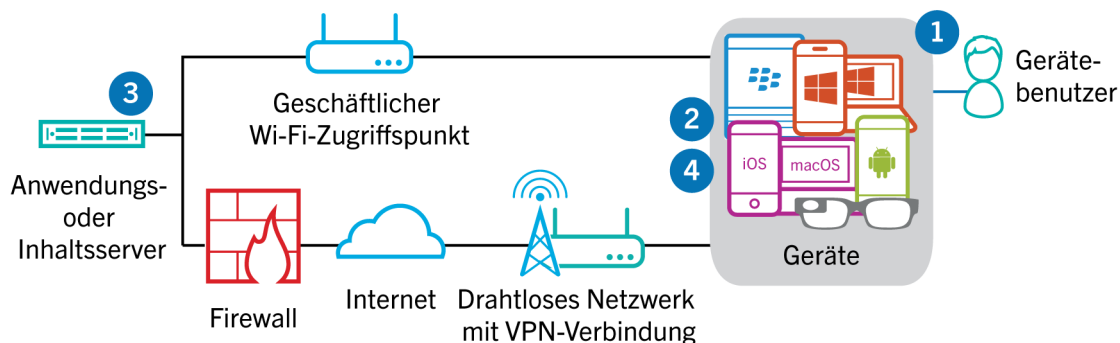 1
Geräte-
benutzer
3
Geschäftlicher
Wi-Fi-Zugriffspunkt
2
4
iOS
macOS
Anwendungs-
oder
Inhaltsserver
Geräte
Firewall
Internet
Drahtloses Netzwerk
mit VPN-Verbindung